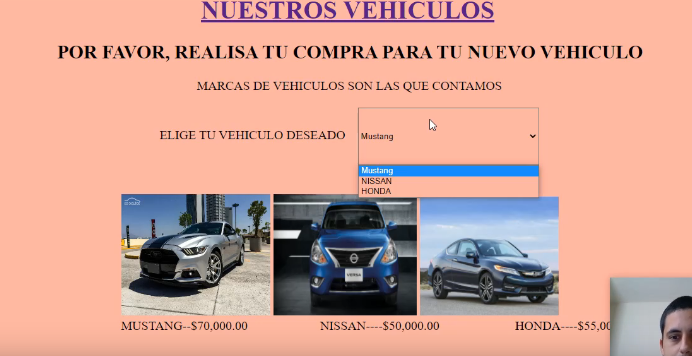 NUESTROS VEHICULOS
POR FAVOR, REALISA TU COMPRA PARA TU NUEVO VEHICULO
MARCAS DE VEHICULOS SON LAS QUE CONTAMOS
ELIGE TU VEHICULO DESEADO
Mustang
Mustang
NISSAN
HONDA
VERSA
MUSTANG--$70,000.00
NISSAN----$50,000.00
HONDA----$55,00